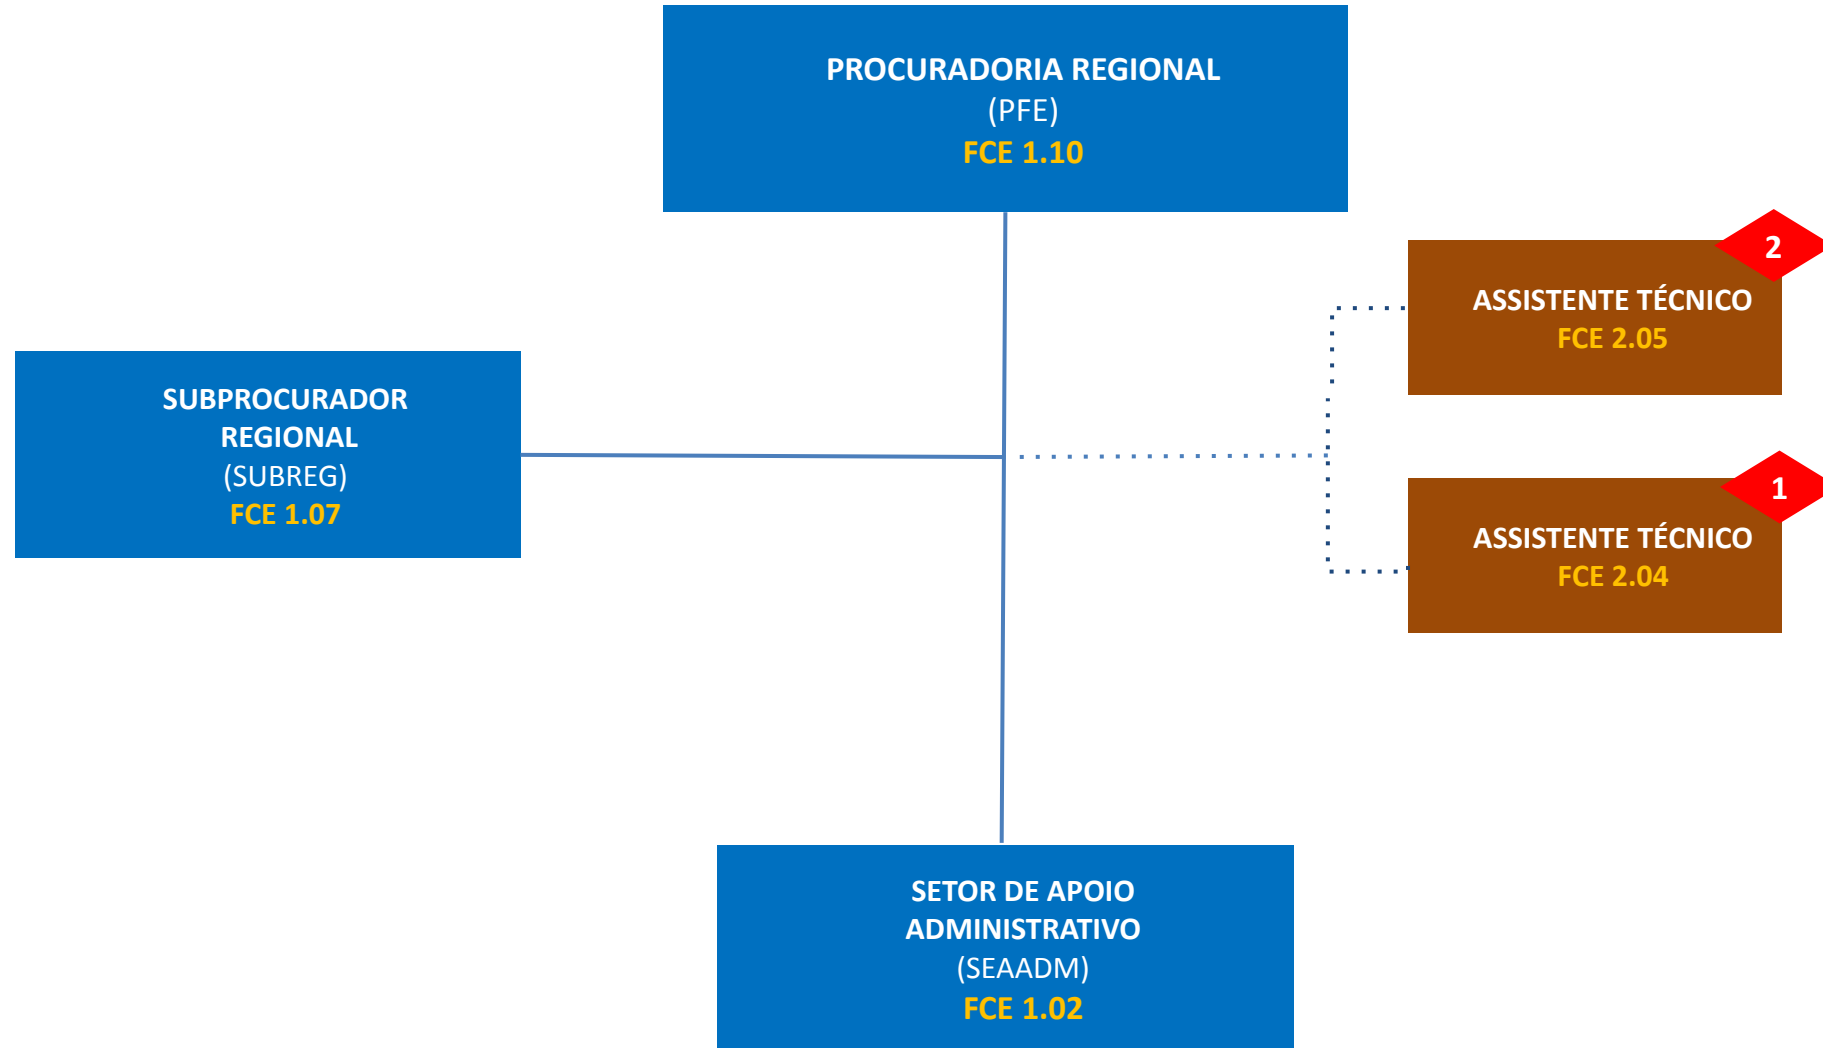 PROCURADORIA REGIONAL
(PFE)
FCE 1.10
2
ASSISTENTE TÉCNICO
FCE 2.05
SUBPROCURADOR
REGIONAL
(SUBREG)
FCE 1.07
1
ASSISTENTE TÉCNICO
FCE 2.04
SETOR DE APOIO
ADMINISTRATIVO
(SEAADM)
FCE 1.02